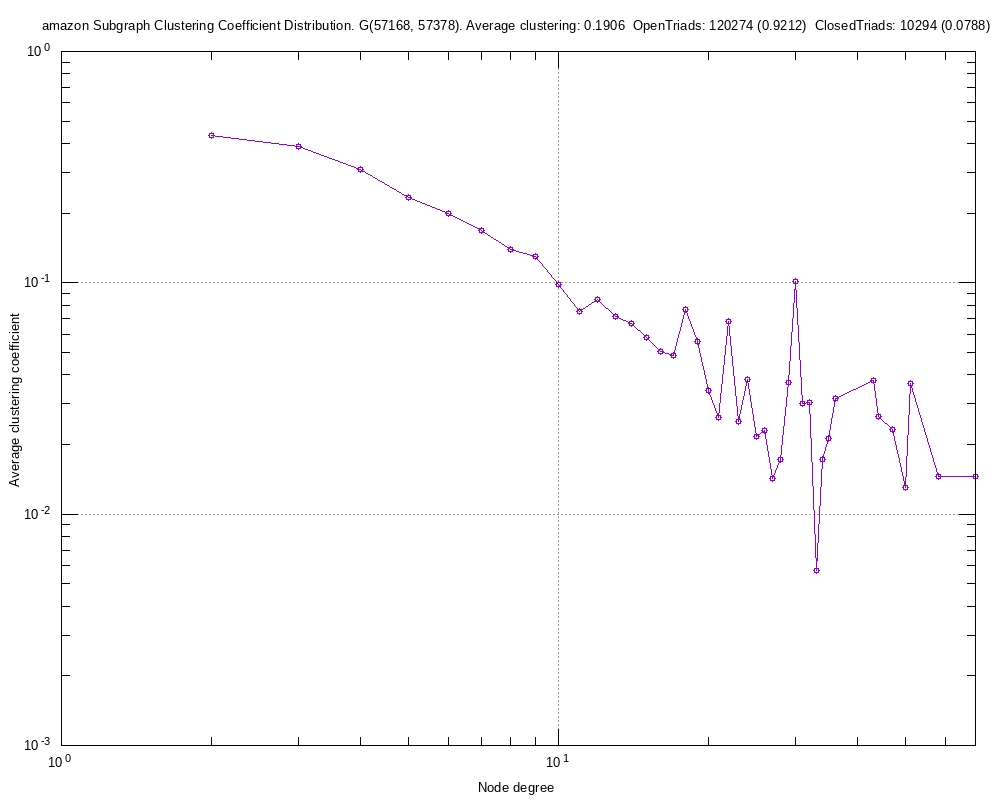 amazon Subgraph Clustering Coefficient Distribution. G(57168, 57378). Average clustering: 0.1906  OpenTriads: 120274 (0.9212)  ClosedTriads: 10294 (0.0788)
10^0
10^-1
Average clustering coefficient
10^-2
10^-3
10^0 10^1
Node degree